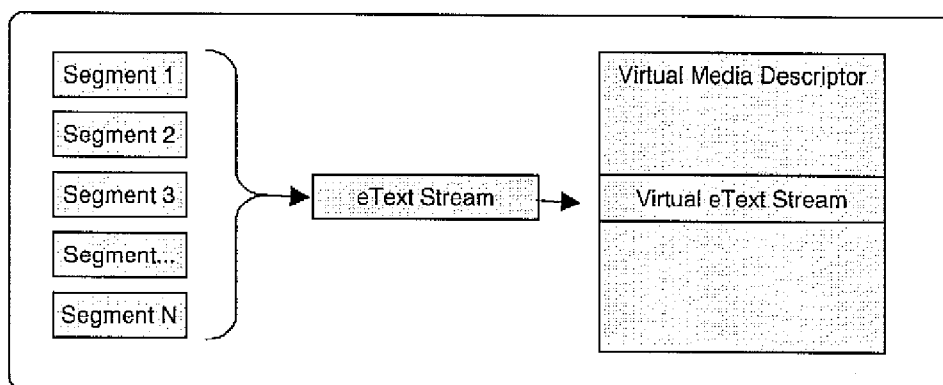 Segment 1
Segment 2
Segment 3
Segment...
Segment N
eText Stream
Virtual Media Descriptor
Virtual eText Stream